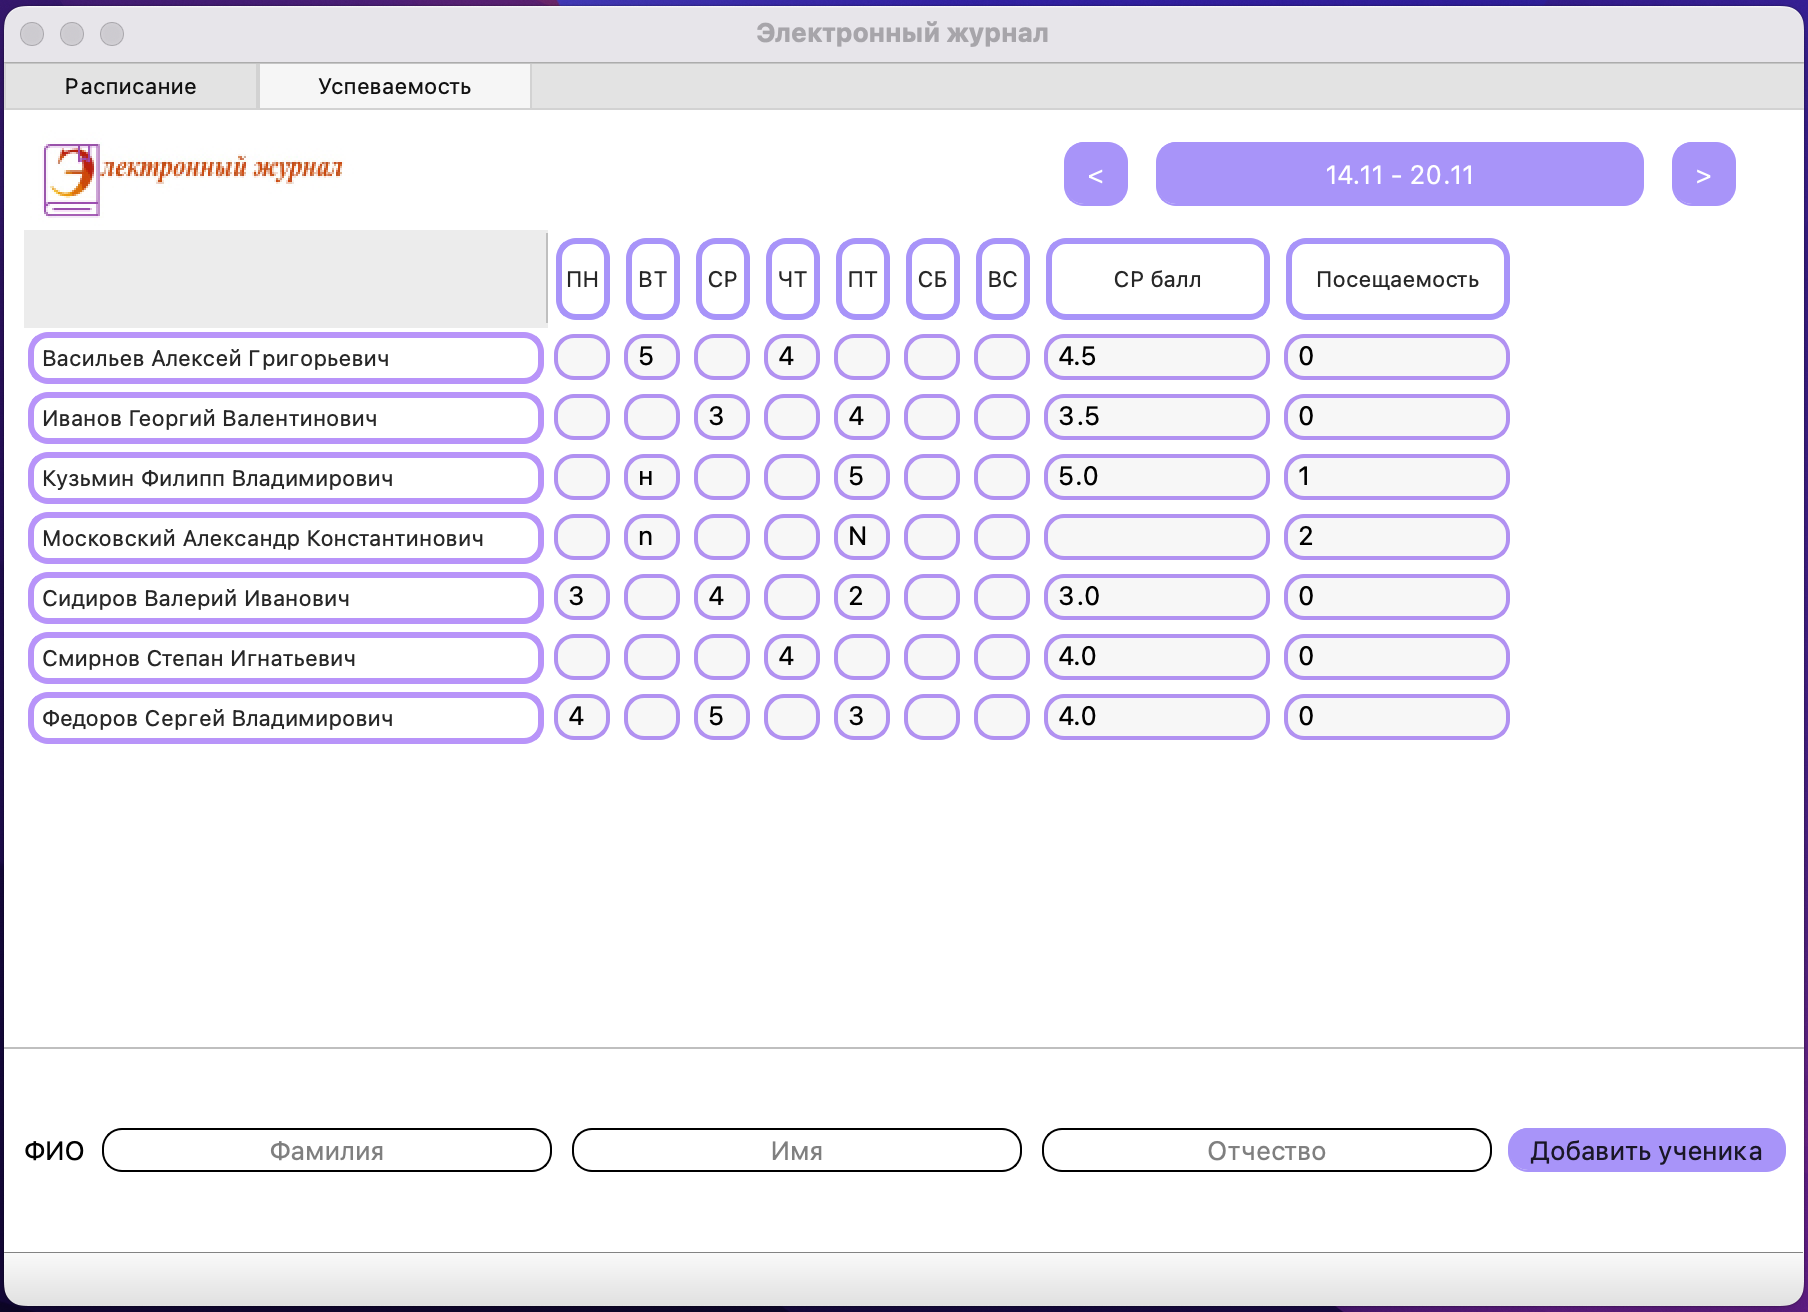 Электронный журнал
Расписание Успеваемость
Электронный журнал
< 14.11 - 20.11 >
ПН ВТ СР ЧТ ПТ СБ ВС СР балл Посещаемость
Васильев Алексей Григорьевич 5 4 4.5 0
Иванов Георгий Валентинович 3 4 3.5 0
Кузьмин Филипп Владимирович н 5 5.0 1
Московский Александр Константинович n N 2
Сидиров Валерий Иванович 3 4 2 3.0 0
Смирнов Степан Игнатьевич 4 4.0 0
Федоров Сергей Владимирович 4 5 3 4.0 0
ФИО Фамилия Имя Отчество Добавить ученика